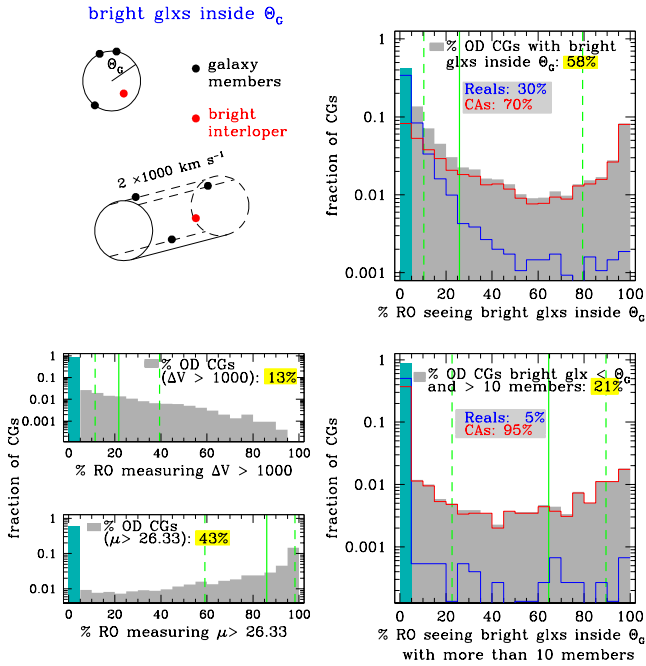 bright glxs inside Θ_G
Θ_G
galaxy
members
bright
interloper
2 ×1000 km s⁻¹
% OD CGs with bright
glxs inside Θ_G: 58%
Reals: 30%
CAs: 70%
fraction of CGs
0.1
0.01
0.001
0 20 40 60 80 100
% RO seeing bright glxs inside Θ_G
% OD CGs
(ΔV > 1000): 13%
1
0.1
0.01
0.001
0 20 40 60 80 100
% RO measuring ΔV > 1000
fraction of CGs
% OD CGs
(μ> 26.33): 43%
1
0.1
0.01
0 20 40 60 80 100
% RO measuring μ> 26.33
% OD CGs bright glx < Θ_G
and > 10 members: 21%
Reals: 5%
CAs: 95%
fraction of CGs
1
0.1
0.01
0.001
0 20 40 60 80 100
% RO seeing bright glxs inside Θ_G
with more than 10 members